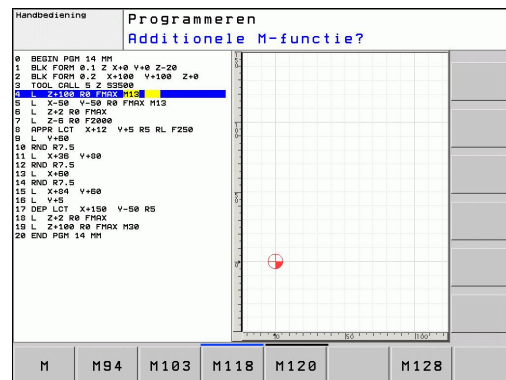 Handbediening
Programmeren
Additionele M-functie?
0 BEGIN PGM 14 MM
1 BLK FORM 0.1 Z X+0 Y+0 Z-20
2 BLK FORM 0.2 X+100 Y+100 Z+0
3 TOOL CALL 5 Z S3500
4 L Z+100 R0 FMAX M13
5 L X-50 Y-50 R0 FMAX M13
6 L Z+2 R0 FMAX
7 L Z-6 R0 F2000
8 APPR LCT X+12 Y+5 R5 RL F250
9 L Y+60
10 RND R7.5
11 L X+36 Y+80
12 RND R7.5
13 L X+60
14 RND R7.5
15 L X+84 Y+60
16 L Y+5
17 DEP LCT X+150 Y-50 R5
18 L Z+2 R0 FMAX
19 L Z+100 R0 FMAX M30
20 END PGM 14 MM
50
100
M
M94
M103
M118
M120
M128